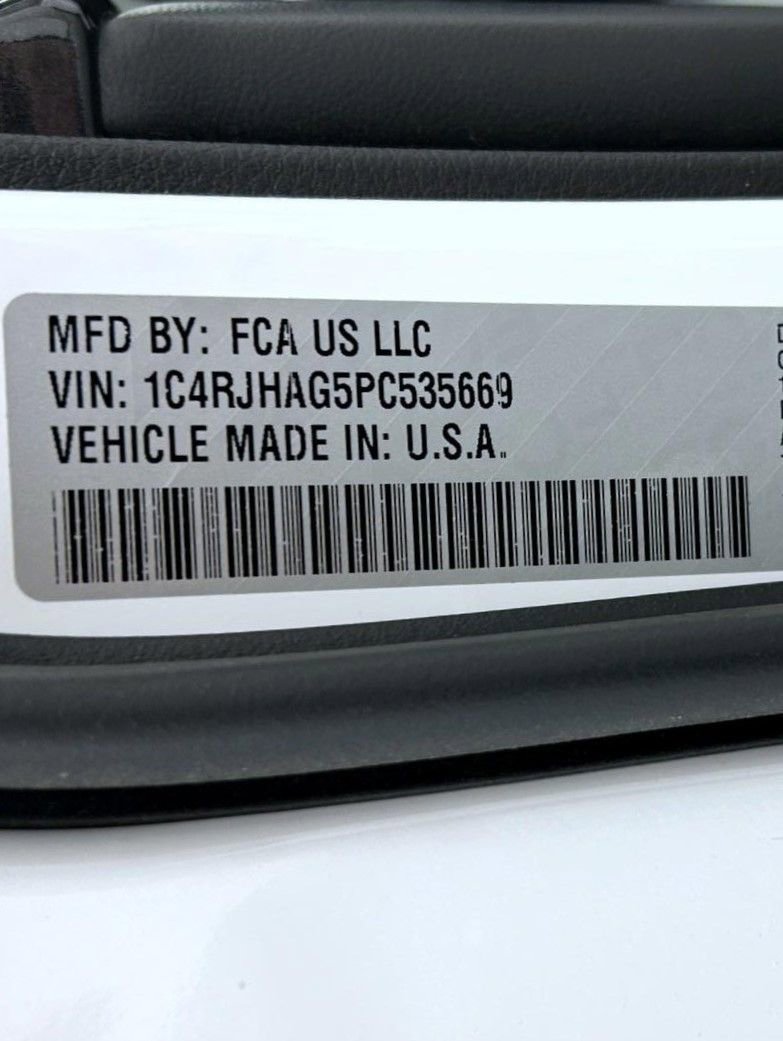 MFD BY: FCA US LLC
VIN: 1C4RJHAG5PC535669
VEHICLE MADE IN: U.S.A.